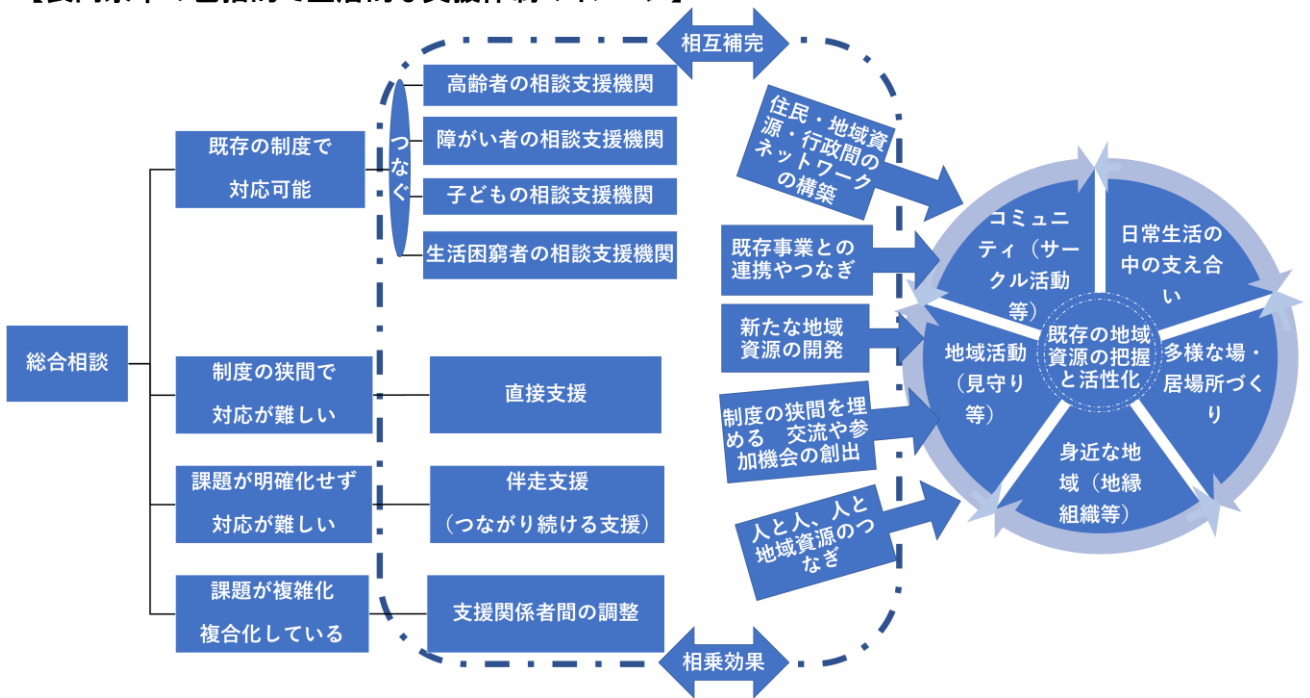 相互補完
高齢者の相談支援機関
障がい者の相談支援機関
子どもの相談支援機関
生活困窮者の相談支援機関
つなぐ
既存の制度で
対応可能
総合相談
制度の狭間で
対応が難しい
直接支援
課題が明確化せず
対応が難しい
伴走支援
(つながり続ける支援)
課題が複雑化
複合化している
支援関係者間の調整
住民・地域資
源・行政間の
ネットワーク
の構築
既存事業との
連携やつなぎ
新たな地域
資源の開発
制度の狭間を埋
める 交流や参
加機会の創出
人と人、人と
地域資源のつ
なぎ
コミュニ
ティ(サー
クル活動
等)
日常生活の
中の支え合
い
地域活動
(見守り
等)
既存の地域
資源の把握
と活性化
多様な場・
居場所づく
り
身近な地
域(地縁
組織等)
相乗効果